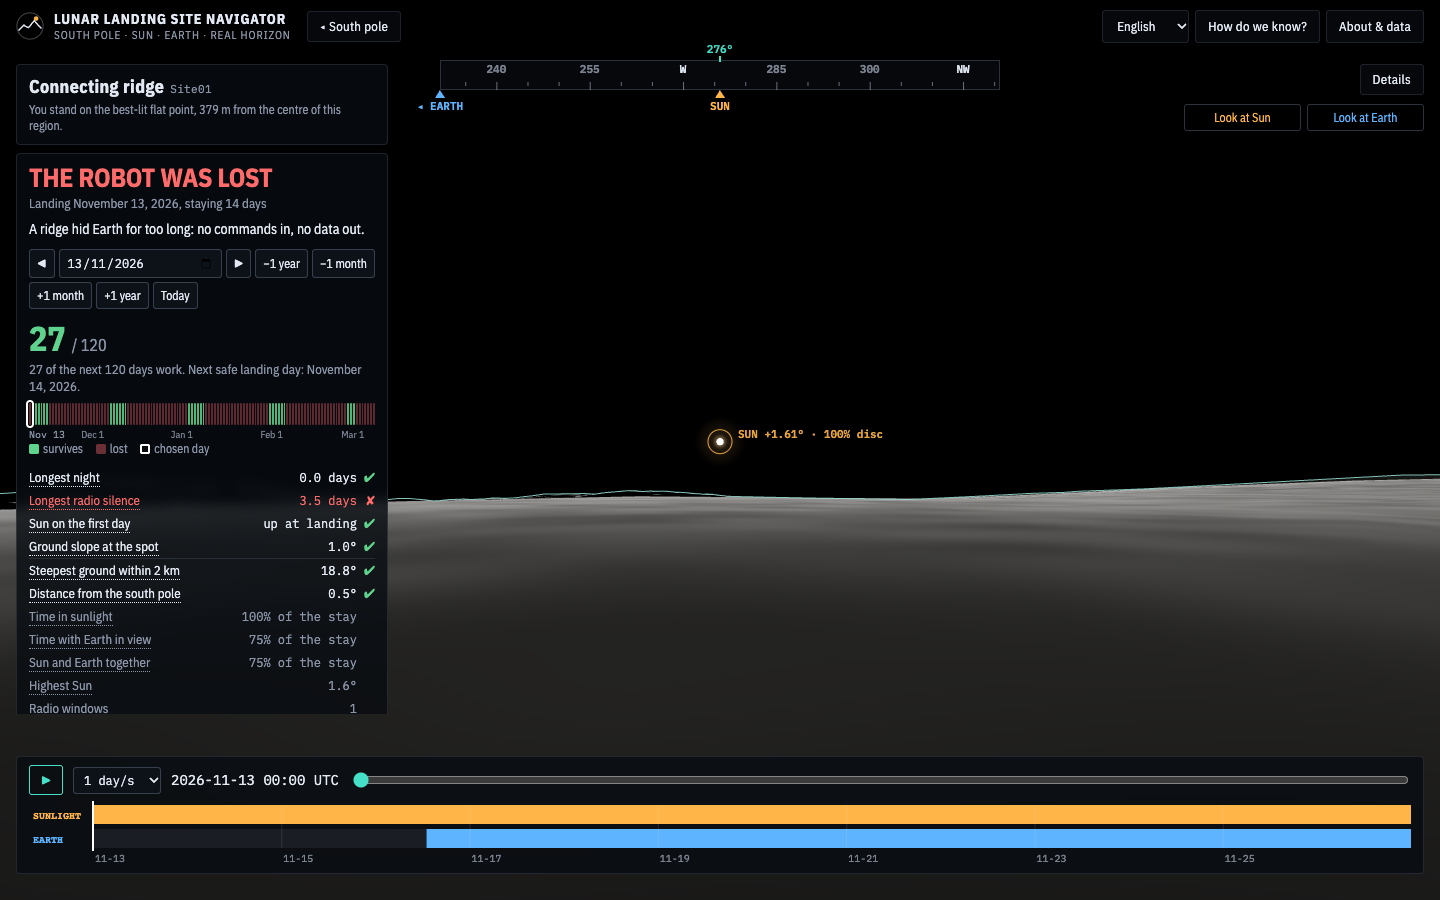 LUNAR LANDING SITE NAVIGATOR
SOUTH POLE · SUN · EARTH · REAL HORIZON
◂ South pole
English
How do we know?
About & data
276°
240 255 W 285 300 NW
◂ EARTH
SUN
Details
Look at Sun
Look at Earth
Connecting ridge Site01
You stand on the best-lit flat point, 379 m from the centre of this
region.
THE ROBOT WAS LOST
Landing November 13, 2026, staying 14 days
A ridge hid Earth for too long: no commands in, no data out.
◀ 13/11/2026 ▶ −1 year −1 month
+1 month +1 year Today
27 / 120
27 of the next 120 days work. Next safe landing day: November
14, 2026.
Nov 13 Dec 1 Jan 1 Feb 1 Mar 1
survives lost chosen day
Longest night 0.0 days ✔
Longest radio silence 3.5 days ✘
Sun on the first day up at landing ✔
Ground slope at the spot 1.0° ✔
Steepest ground within 2 km 18.8° ✔
Distance from the south pole 0.5° ✔
Time in sunlight 100% of the stay
Time with Earth in view 75% of the stay
Sun and Earth together 75% of the stay
Highest Sun 1.6°
Radio windows 1
SUN +1.61° · 100% disc
▶ 1 day/s 2026-11-13 00:00 UTC
SUNLIGHT
EARTH
11-13 11-15 11-17 11-19 11-21 11-23 11-25